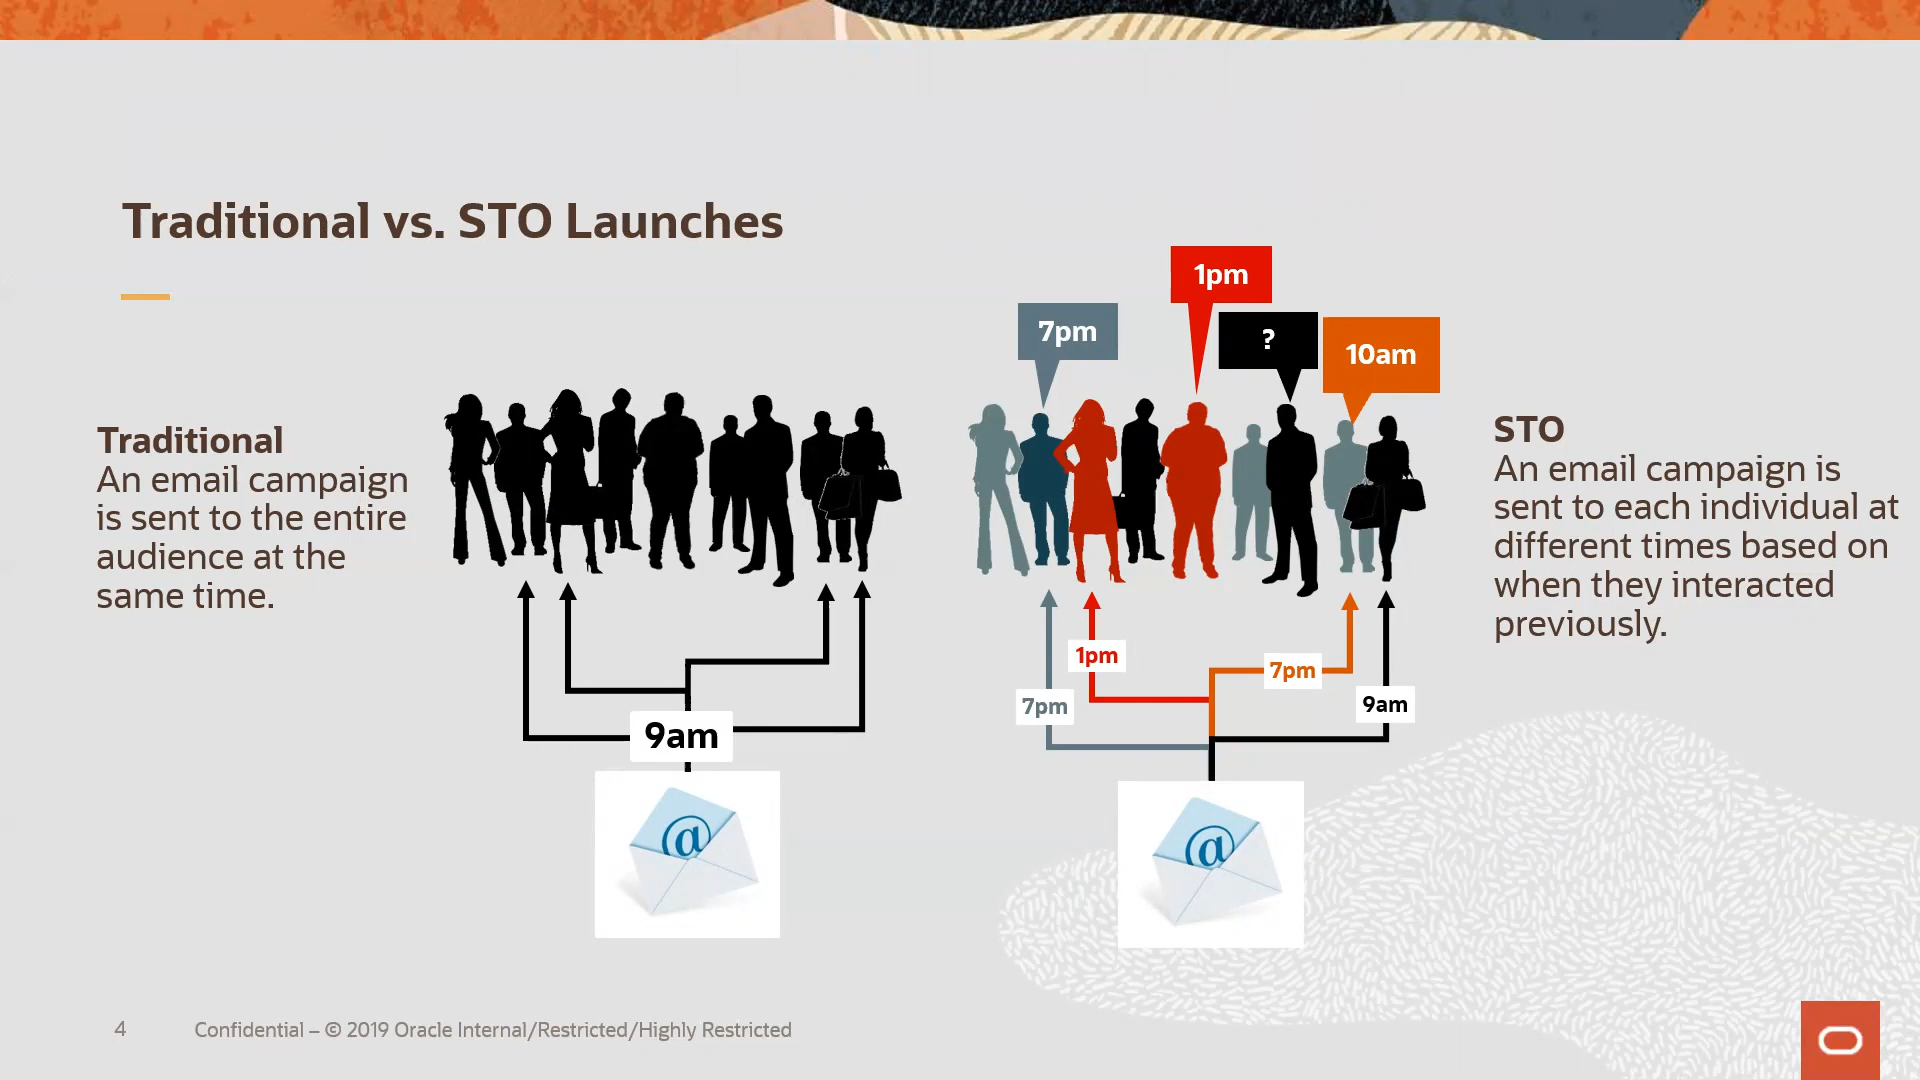 Traditional vs. STO Launches
1pm
7pm
?
10am
Traditional
An email campaign
is sent to the entire
audience at the
same time.
STO
An email campaign is
sent to each individual at
different times based on
when they interacted
previously.
9am
1pm
7pm
7pm
9am
@
@
4
Confidential – © 2019 Oracle Internal/Restricted/Highly Restricted